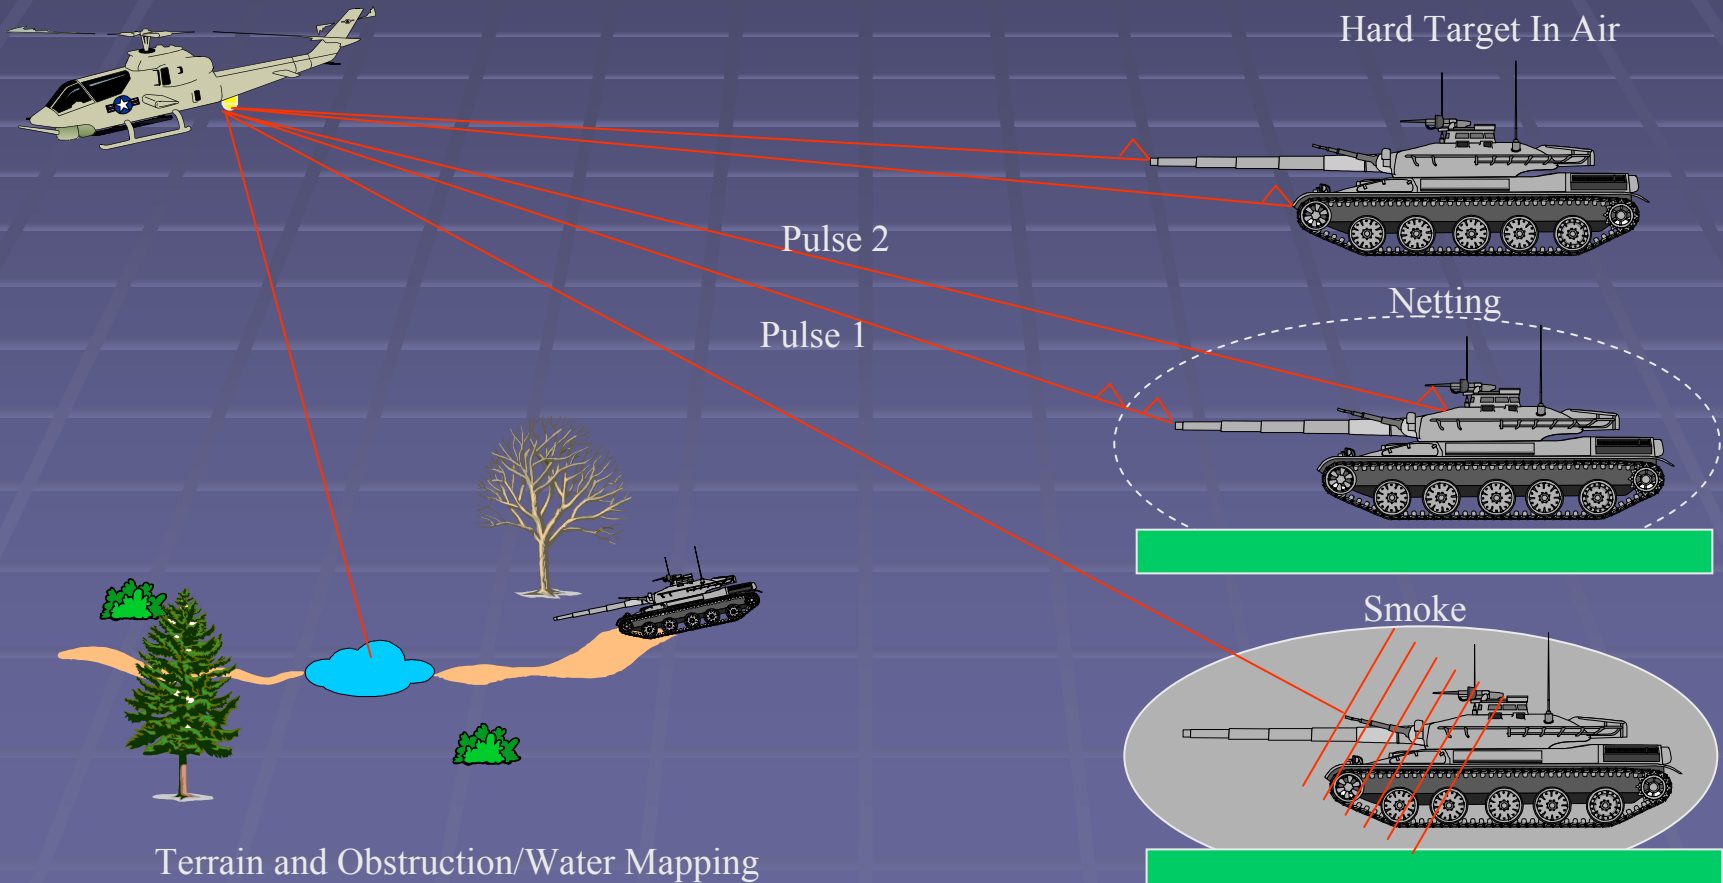 Hard Target In Air
Pulse 2
Netting
Pulse 1
Smoke
Terrain and Obstruction/Water Mapping